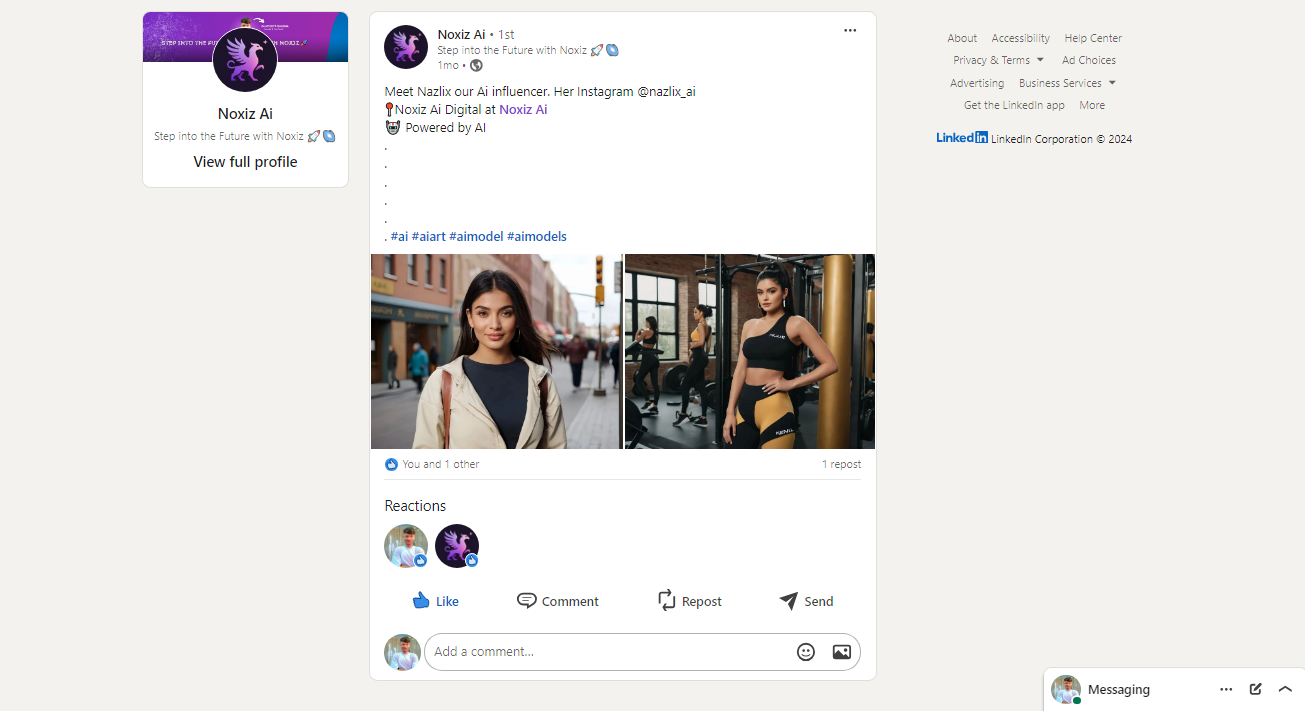 STEP INTO THE FU
H NOXIZ
Noxiz Ai
Step into the Future with Noxiz 🚀
View full profile
Noxiz Ai • 1st
Step into the Future with Noxiz 🚀
1mo •
Meet Nazlix our Ai influencer. Her Instagram @nazlix_ai
📍Noxiz Ai Digital at Noxiz Ai
🤖 Powered by AI
.
.
.
.
.
. #ai #aiart #aimodel #aimodels
You and 1 other
1 repost
Reactions
Like
Comment
Repost
Send
Add a comment...
About
Accessibility
Help Center
Privacy & Terms
Ad Choices
Advertising
Business Services
Get the LinkedIn app
More
LinkedIn LinkedIn Corporation © 2024
Messaging